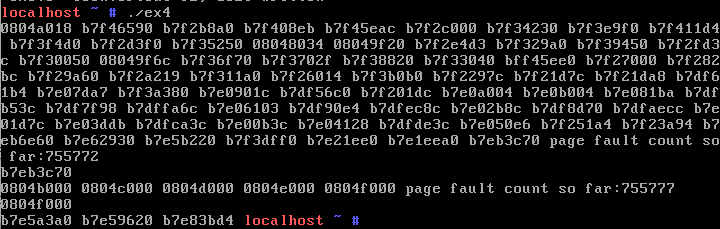 localhost ~ # ./ex4
0804a018 b7f46590 b7f2b8a0 b7f408eb b7f45eac b7f2c000 b7f34230 b7f3e9f0 b7f411d4
 b7f3f4d0 b7f2d3f0 b7f35250 08048034 08049f20 b7f2e4d3 b7f329a0 b7f39450 b7f2fd3
c b7f30050 08049f6c b7f36f70 b7f3702f b7f38820 b7f33040 bff45ee0 b7f27000 b7f282
bc b7f29a60 b7f2a219 b7f311a0 b7f26014 b7f3b0b0 b7f2297c b7f21d7c b7f21da8 b7df6
1b4 b7e07da7 b7f3a380 b7e0901c b7df56c0 b7f201dc b7e0a004 b7e0b004 b7e081ba b7df
b53c b7df7f98 b7dffa6c b7e06103 b7df90e4 b7dfec8c b7e02b8c b7df8d70 b7dfaecc b7e
01d7c b7e03ddb b7dfca3c b7e00b3c b7e04128 b7dfde3c b7e050e6 b7f251a4 b7f23a94 b7
eb6e60 b7e62930 b7e5b220 b7f3dff0 b7e21ee0 b7e1eea0 b7eb3c70 page fault count so
 far:755772
b7eb3c70
0804b000 0804c000 0804d000 0804e000 0804f000 page fault count so far:755777
0804f000
b7e5a3a0 b7e59620 b7e83bd4 localhost ~ #